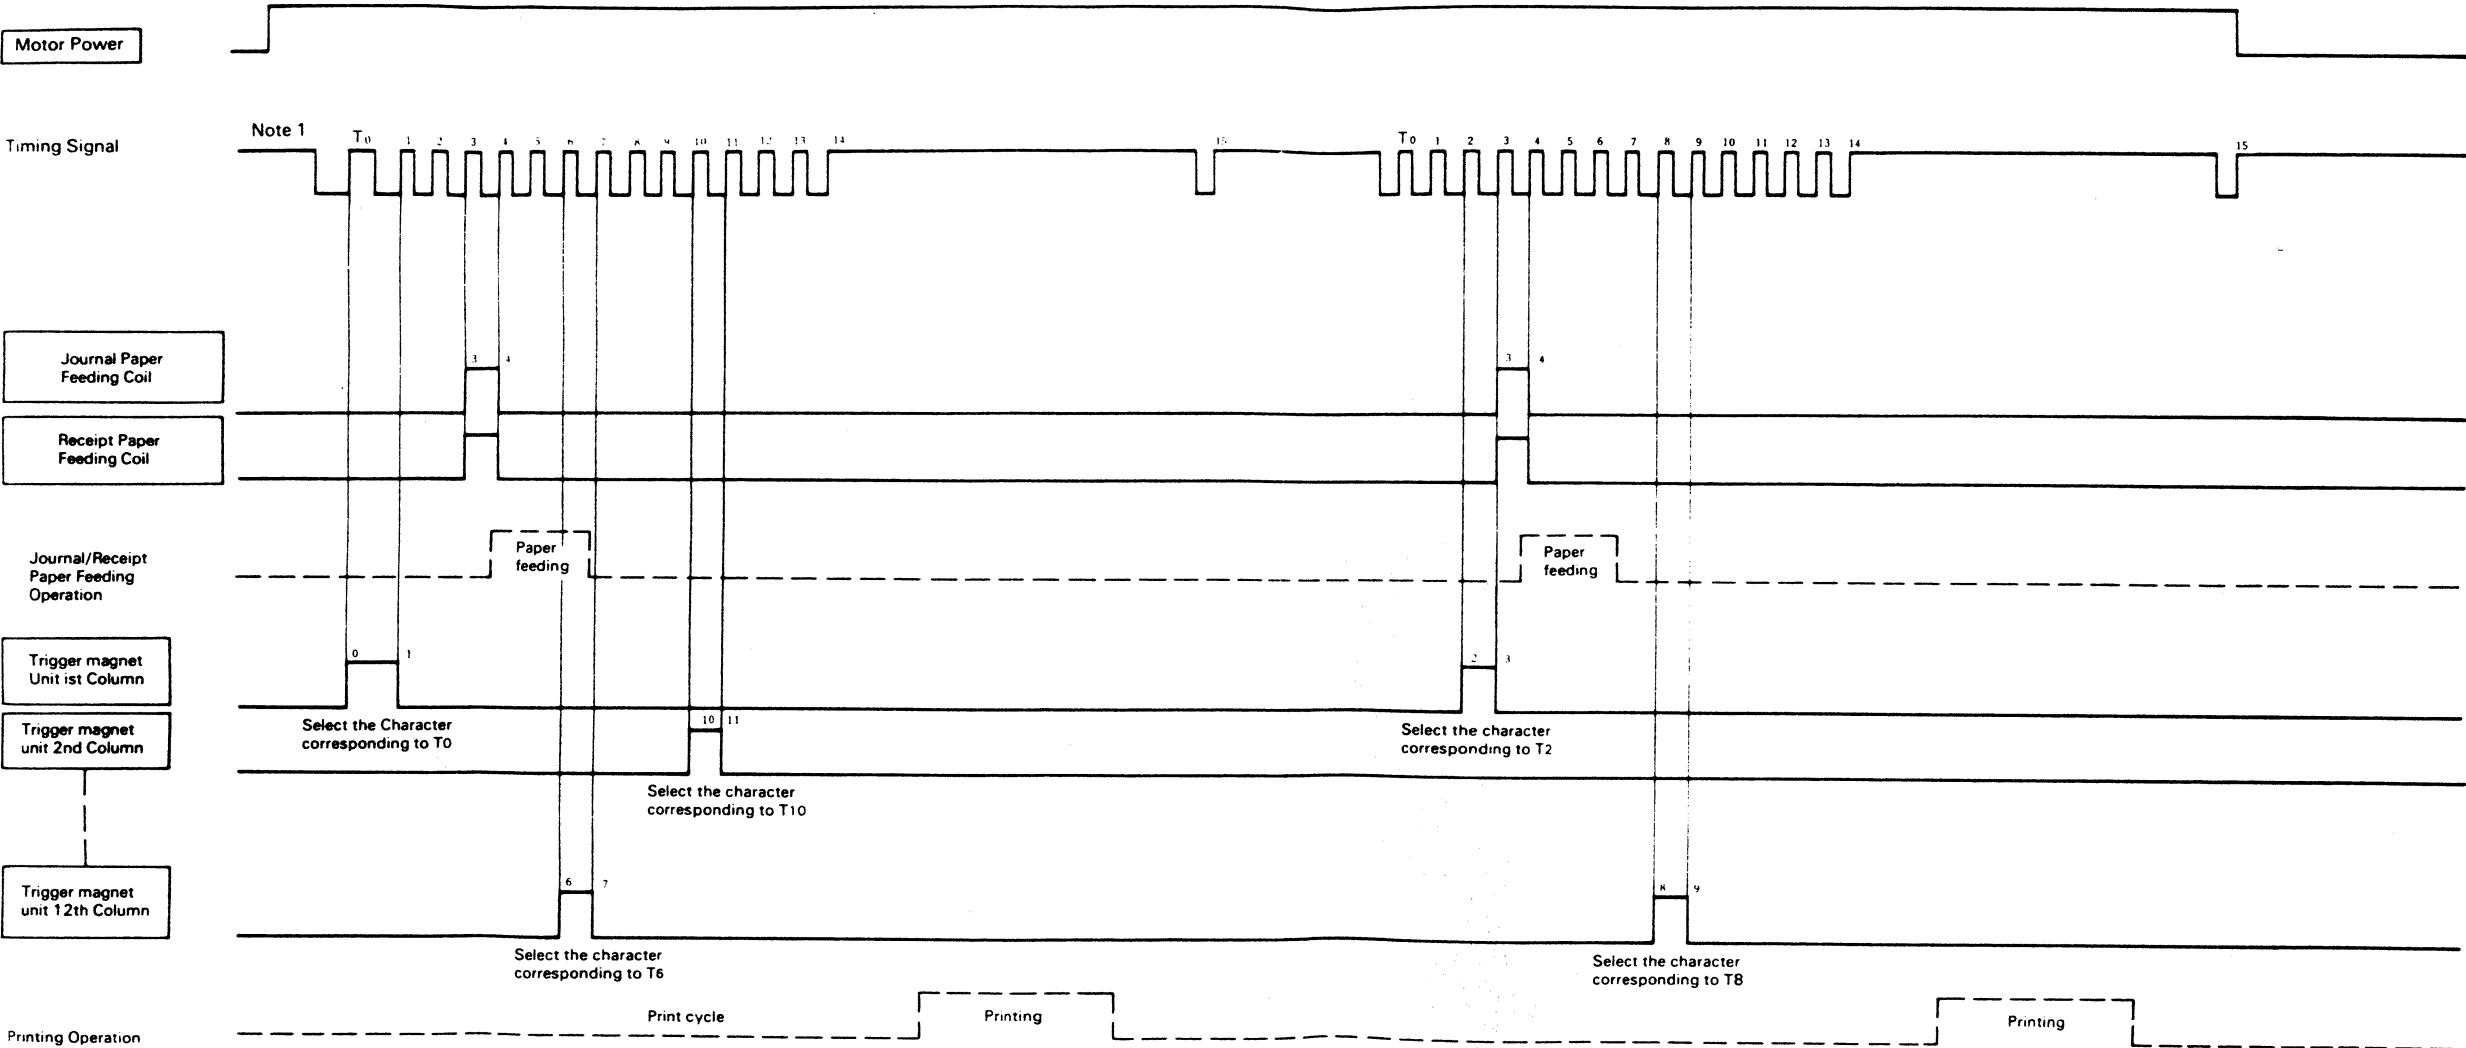 Motor Power
Note 1
Timing Signal
T0 1 2 3 4 5 6 7 8 9 10 11 12 13 14 15 T0 1 2 3 4 5 6 7 8 9 10 11 12 13 14 15
Journal Paper
Feeding Coil
3 4 3 4
Receipt Paper
Feeding Coil
Journal/Receipt
Paper Feeding
Operation
Paper
feeding
Paper
feeding
Trigger magnet
Unit ist Column
0 1 2 3
Select the Character
corresponding to T0
Select the character
corresponding to T2
Trigger magnet
unit 2nd Column
10 11
Select the character
corresponding to T10
Trigger magnet
unit 12th Column
6 7 8 9
Select the character
corresponding to T6
Select the character
corresponding to T8
Printing Operation
Print cycle
Printing
Printing